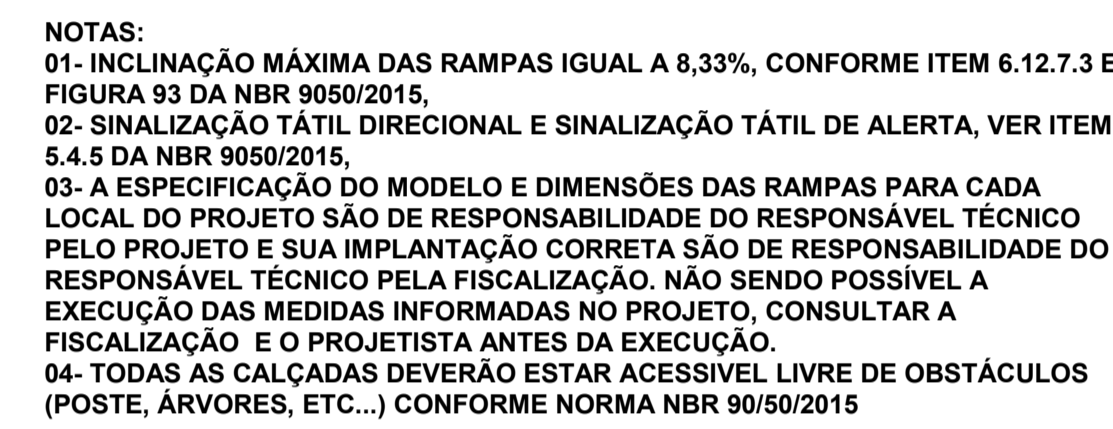 NOTAS:
01- INCLINAÇÃO MÁXIMA DAS RAMPAS IGUAL A 8,33%, CONFORME ITEM 6.12.7.3 E
FIGURA 93 DA NBR 9050/2015,
02- SINALIZAÇÃO TÁTIL DIRECIONAL E SINALIZAÇÃO TÁTIL DE ALERTA, VER ITEM
5.4.5 DA NBR 9050/2015,
03- A ESPECIFICAÇÃO DO MODELO E DIMENSÕES DAS RAMPAS PARA CADA
LOCAL DO PROJETO SÃO DE RESPONSABILIDADE DO RESPONSÁVEL TÉCNICO
PELO PROJETO E SUA IMPLANTAÇÃO CORRETA SÃO DE RESPONSABILIDADE DO
RESPONSÁVEL TÉCNICO PELA FISCALIZAÇÃO. NÃO SENDO POSSÍVEL A
EXECUÇÃO DAS MEDIDAS INFORMADAS NO PROJETO, CONSULTAR A
FISCALIZAÇÃO  E O PROJETISTA ANTES DA EXECUÇÃO.
04- TODAS AS CALÇADAS DEVERÃO ESTAR ACESSIVEL LIVRE DE OBSTÁCULOS
(POSTE, ÁRVORES, ETC...) CONFORME NORMA NBR 90/50/2015